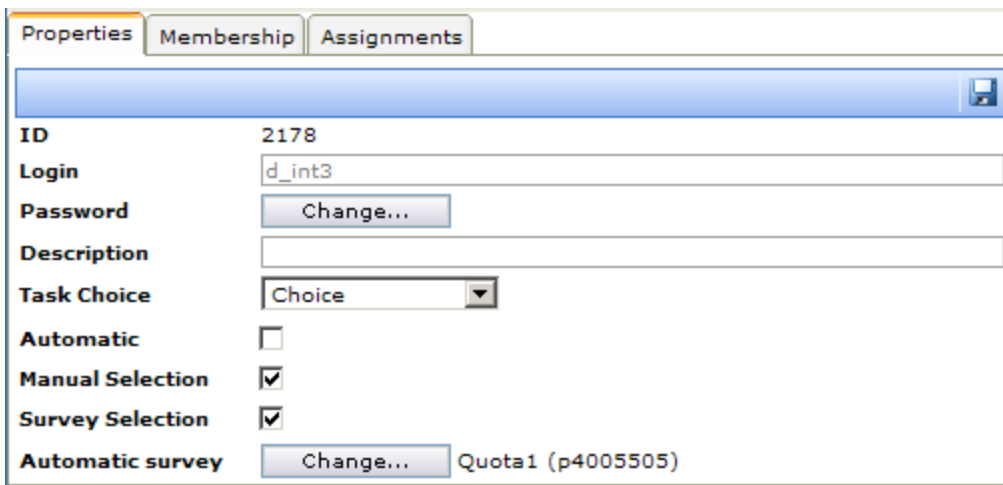 Properties Membership Assignments
ID 2178
Login d_int3
Password Change...
Description
Task Choice Choice
Automatic
Manual Selection
Survey Selection
Automatic survey Change... Quota1 (p4005505)